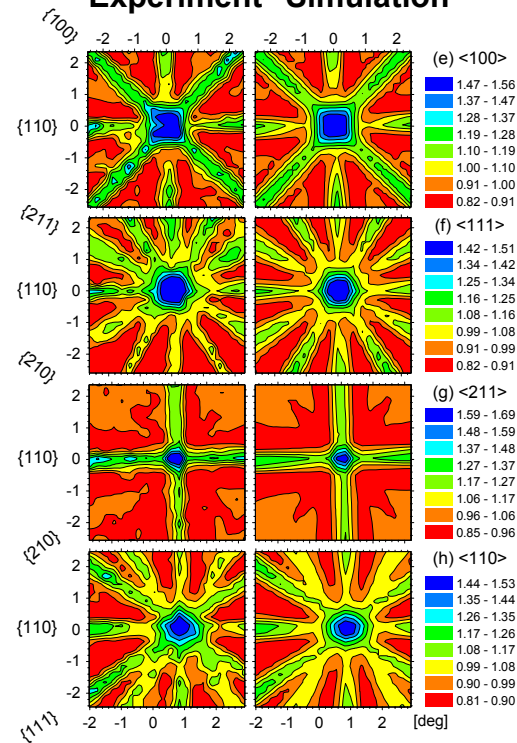 Experiment Simulation
{100}
-2 0 2 -2 0 2
(e) <100>
2
1
{110} 0
-1
-2
1.47 - 1.56
1.37 - 1.47
1.28 - 1.37
1.19 - 1.28
1.10 - 1.19
1.00 - 1.10
0.91 - 1.00
0.82 - 0.91
{211}
(f) <111>
2
1
{110} 0
-1
-2
1.42 - 1.51
1.34 - 1.42
1.25 - 1.34
1.16 - 1.25
1.08 - 1.16
0.99 - 1.08
0.91 - 0.99
0.82 - 0.91
{210}
(g) <211>
2
1
{110} 0
-1
-2
1.59 - 1.69
1.48 - 1.59
1.37 - 1.48
1.27 - 1.37
1.17 - 1.27
1.06 - 1.17
0.96 - 1.06
0.85 - 0.96
{210}
(h) <110>
2
1
{110} 0
-1
-2
1.44 - 1.53
1.35 - 1.44
1.26 - 1.35
1.17 - 1.26
1.08 - 1.17
0.99 - 1.08
0.90 - 0.99
0.81 - 0.90
{111}
-2 -1 0 1 2 -2 -1 0 1 2 [deg]